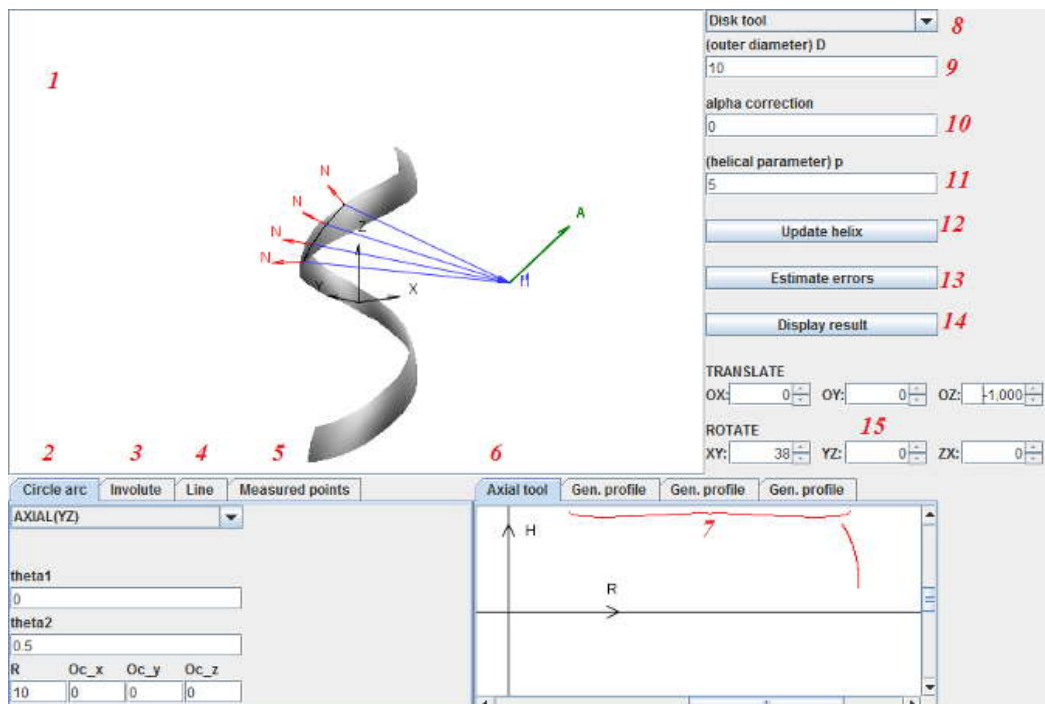 1
N
N
N
N
Z
Y
X
A
2 3 4 5 6
Disk tool 8
(outer diameter) D
10 9
alpha correction
0 10
(helical parameter) p
5 11
Update helix 12
Estimate errors 13
Display result 14
TRANSLATE
OX: 0 OY: 0 OZ: -1,000
ROTATE 15
XY: 38 YZ: 0 ZX: 0
Circle arc Involute Line Measured points
AXIAL(YZ)
theta1
0
theta2
0.5
R Oc_x Oc_y Oc_z
10 0 0 0
Axial tool Gen. profile Gen. profile Gen. profile
7
H
R